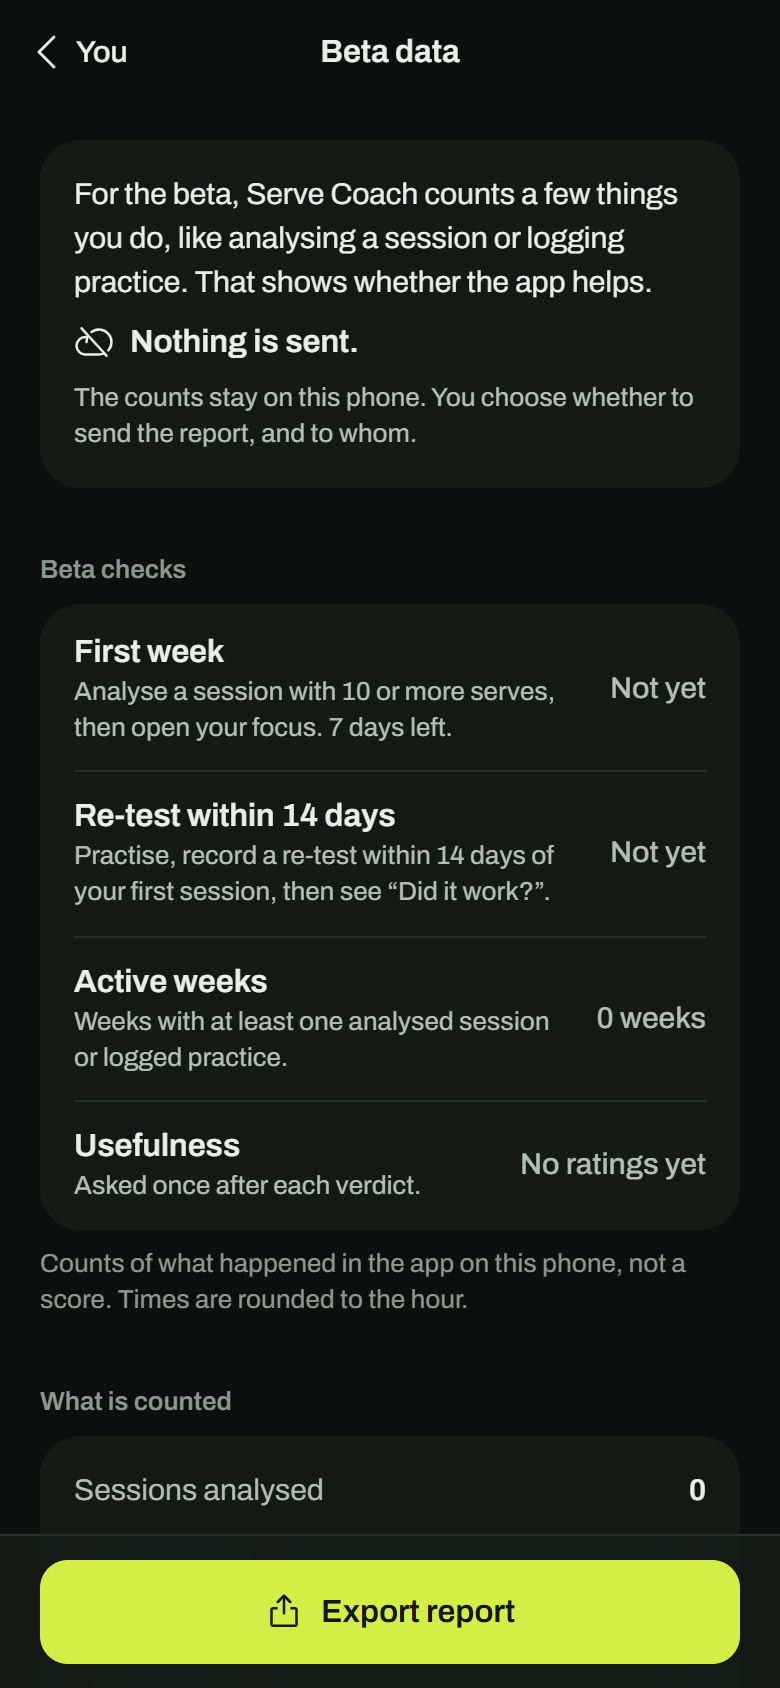 You
Beta data
For the beta, Serve Coach counts a few things
you do, like analysing a session or logging
practice. That shows whether the app helps.
Nothing is sent.
The counts stay on this phone. You choose whether to
send the report, and to whom.
Beta checks
First week
Analyse a session with 10 or more serves,
then open your focus. 7 days left.
Not yet
Re-test within 14 days
Practise, record a re-test within 14 days of
your first session, then see “Did it work?”.
Not yet
Active weeks
Weeks with at least one analysed session
or logged practice.
0 weeks
Usefulness
Asked once after each verdict.
No ratings yet
Counts of what happened in the app on this phone, not a
score. Times are rounded to the hour.
What is counted
Sessions analysed
0
Export report